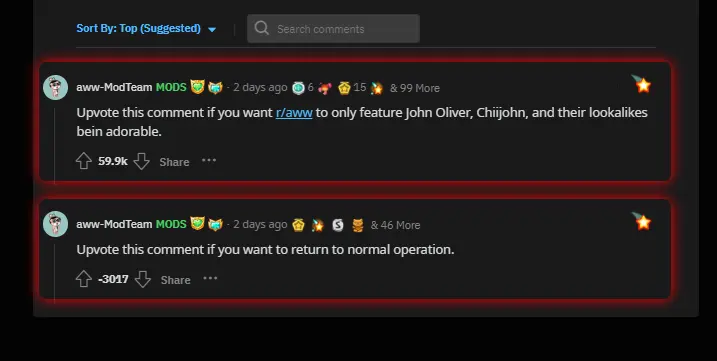 Sort By: Top (Suggested)
Search comments
aww-ModTeam MODS · 2 days ago 6 15 & 99 More
Upvote this comment if you want r/aww to only feature John Oliver, Chiijohn, and their lookalikes
bein adorable.
59.9k Share ···
aww-ModTeam MODS · 2 days ago S & 46 More
Upvote this comment if you want to return to normal operation.
-3017 Share ···